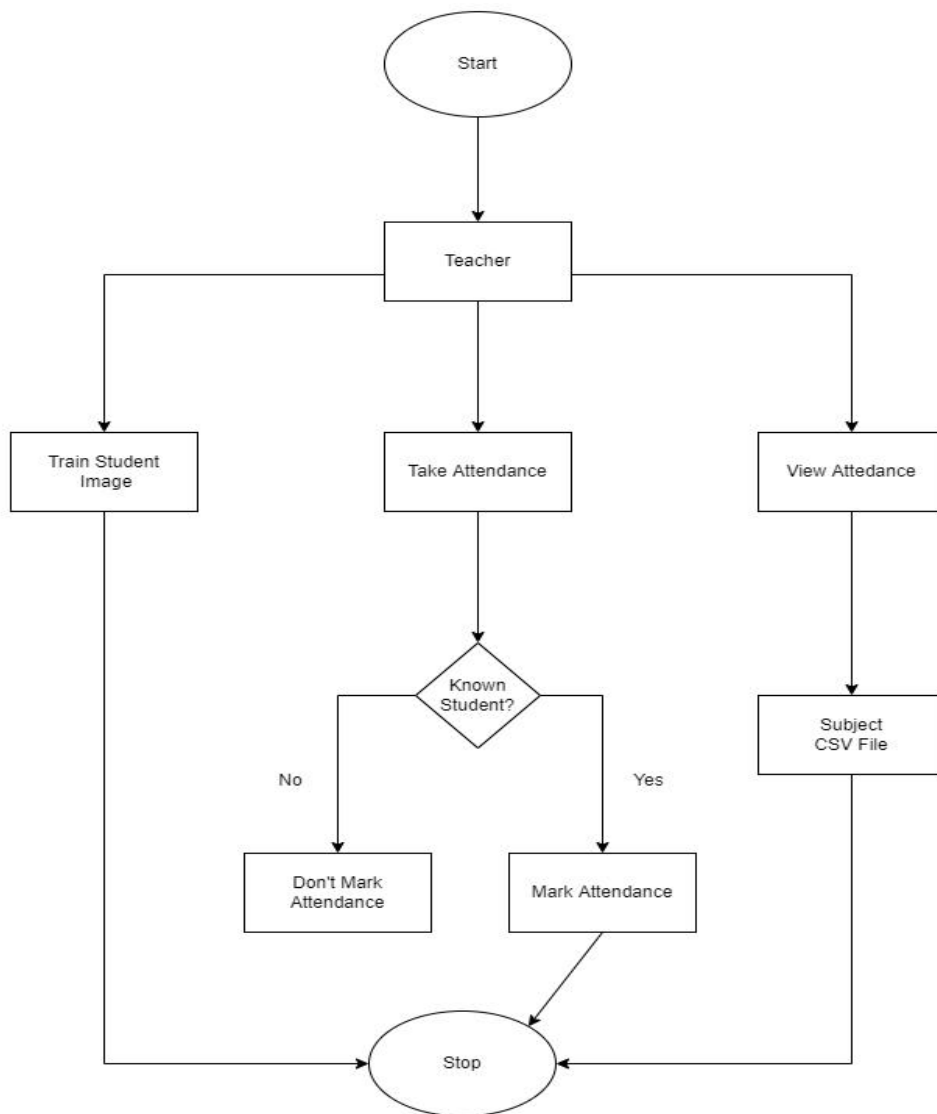 Start
Teacher
Train Student
Image
Take Attendance
View Attedance
Known
Student?
Subject
CSV File
No
Yes
Don't Mark
Attendance
Mark Attendance
Stop